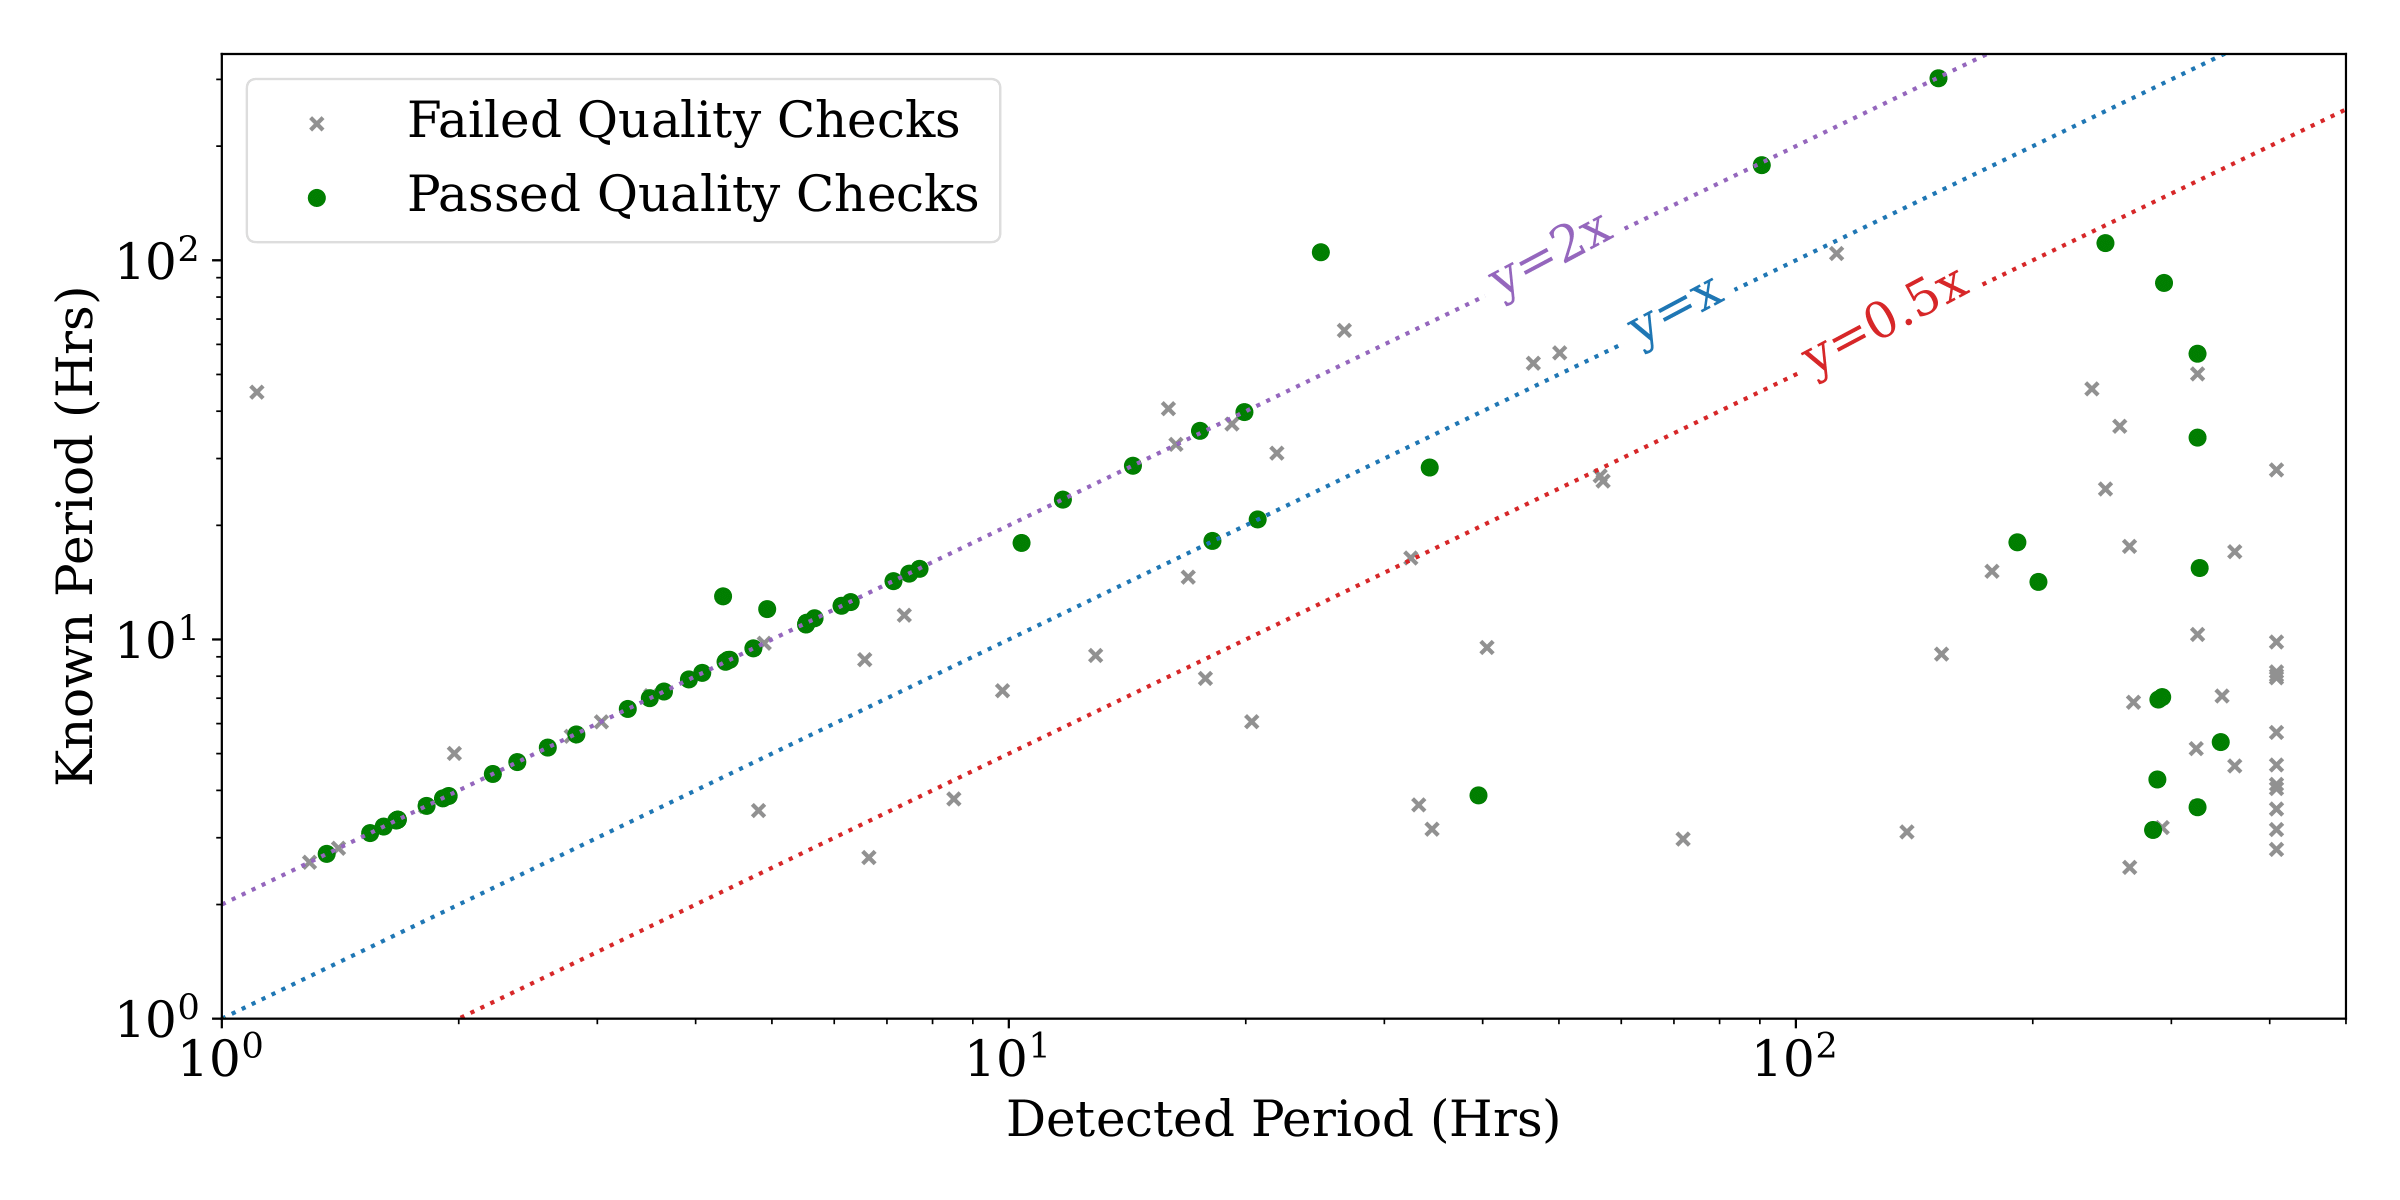 Failed Quality Checks
Passed Quality Checks
y=2x
y=x
y=0.5x
Known Period (Hrs)
10²
10¹
10⁰
10⁰ 10¹ 10²
Detected Period (Hrs)